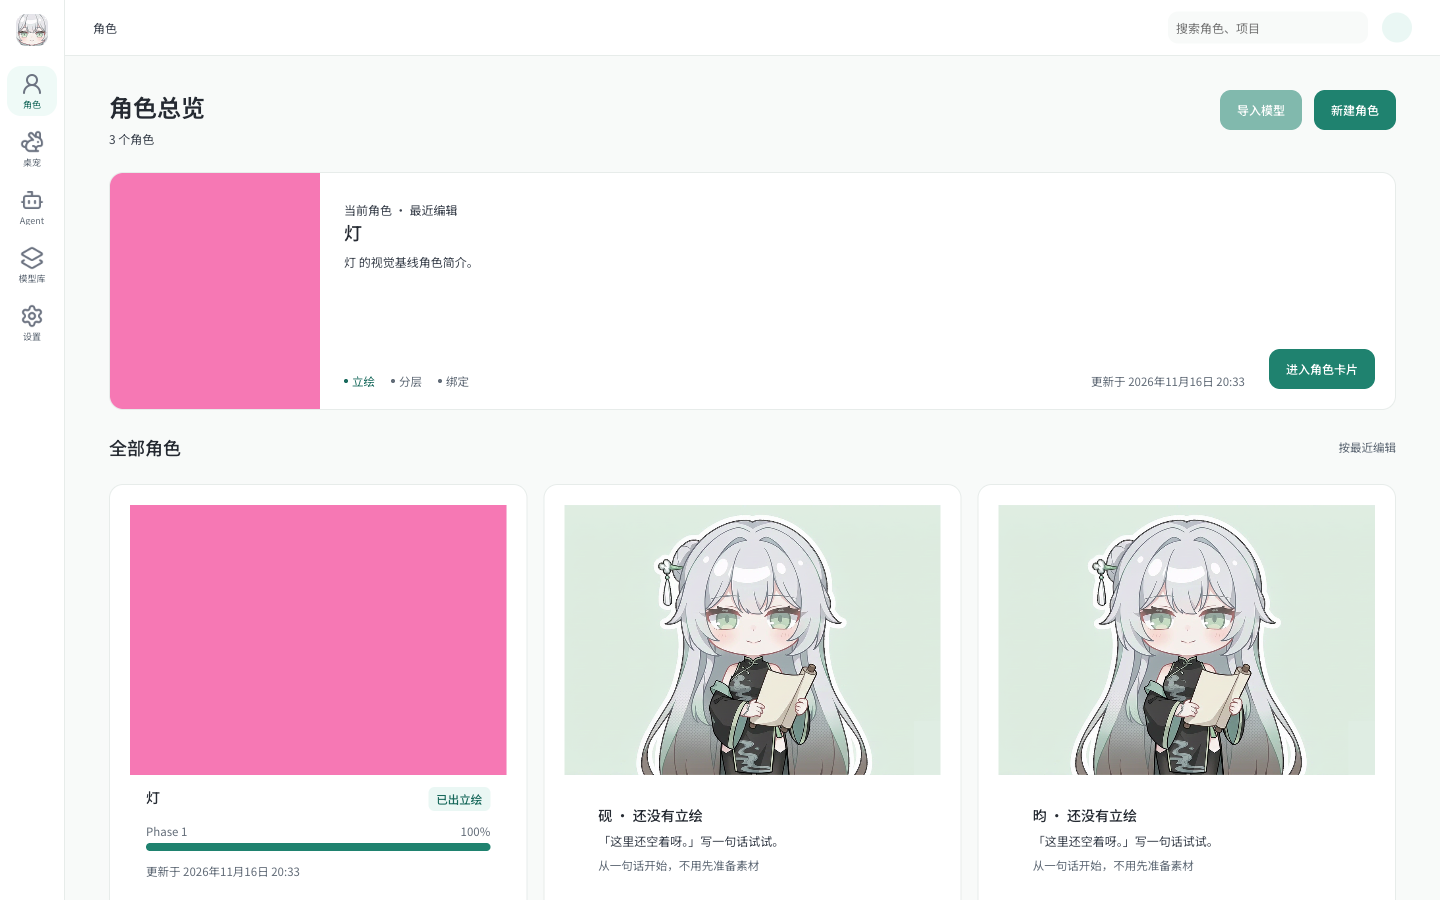 角色
搜索角色、项目
角色
桌宠
Agent
模型库
设置
角色总览
3 个角色
导入模型
新建角色
当前角色 · 最近编辑
灯
灯 的视觉基线角色简介。
立绘
分层
绑定
更新于 2026年11月16日 20:33
进入角色卡片
全部角色
按最近编辑
灯
已出立绘
Phase 1
100%
更新于 2026年11月16日 20:33
砚 · 还没有立绘
「这里还空着呀。」写一句话试试。
从一句话开始，不用先准备素材
昀 · 还没有立绘
「这里还空着呀。」写一句话试试。
从一句话开始，不用先准备素材